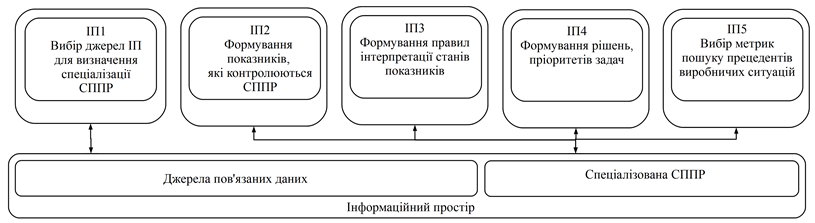 ІП1
Вибір джерел ІП
для визначення
спеціалізації
СППР
ІП2
Формування
показників,
які контролюються
СППР
ІП3
Формування правил
інтерпретації станів
показників
ІП4
Формування рішень,
пріоритетів задач
ІП5
Вибір метрик
пошуку прецедентів
виробничих ситуацій
Джерела пов'язаних даних
Спеціалізована СППР
Інформаційний простір